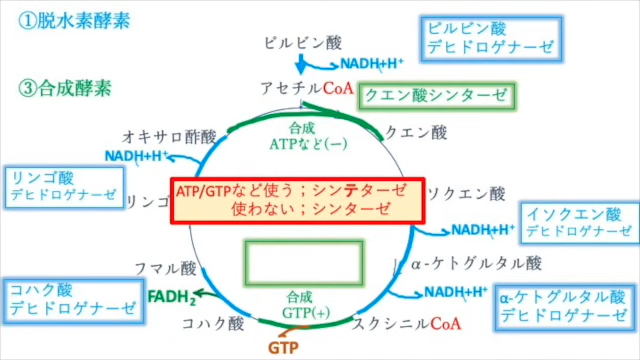 ①脱水素酵素
ピルビン酸
デヒドロゲナーゼ
ピルビン酸
NADH+H⁺
③合成酵素
アセチルCoA
クエン酸シンターゼ
合成
ATPなど(−)
オキサロ酢酸
クエン酸
NADH+H⁺
リンゴ酸
デヒドロゲナーゼ
ATP/GTPなど使う；シンテターゼ
使わない；シンターゼ
リンゴ
ソクエン酸
イソクエン酸
デヒドロゲナーゼ
NADH+H⁺
フマル酸
α-ケトグルタル酸
コハク酸
デヒドロゲナーゼ
FADH₂
合成
GTP(+)
NADH+H⁺
α-ケトグルタル酸
デヒドロゲナーゼ
コハク酸
スクシニルCoA
GTP